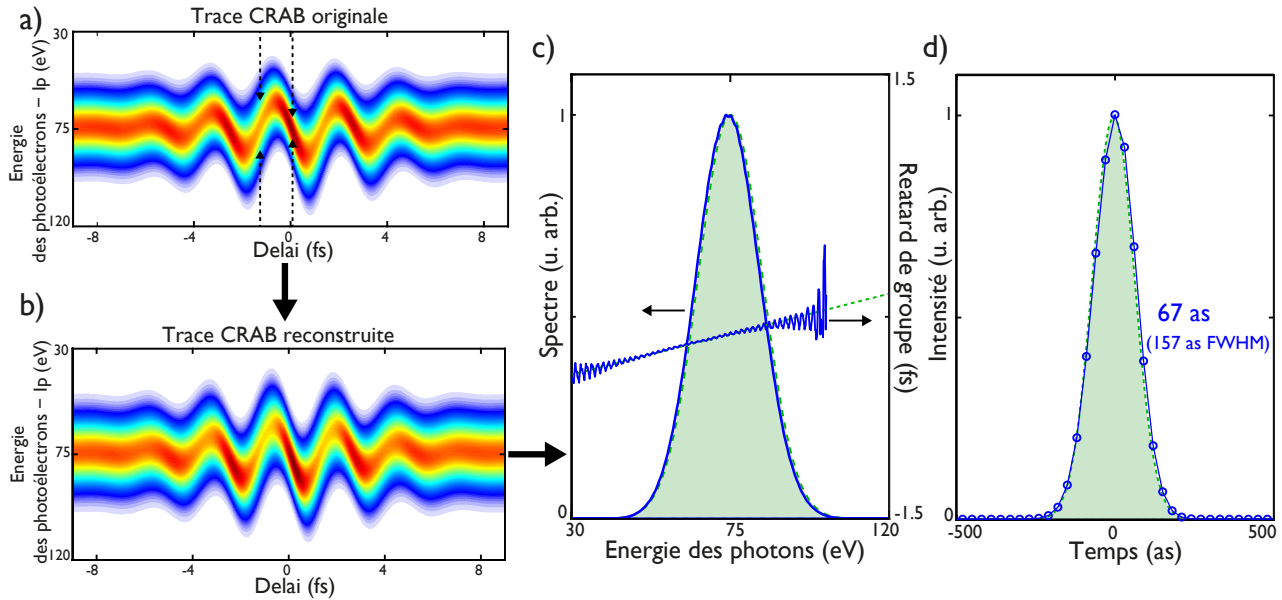 a)
Trace CRAB originale
30
75
120
Energie
des photoélectrons – Ip (eV)
-8
-4
0
4
8
Delai (fs)
b)
Trace CRAB reconstruite
30
75
120
Energie
des photoélectrons – Ip (eV)
-8
-4
0
4
8
Delai (fs)
c)
1.5
-1.5
I
0
Spectre (u. arb.)
Reatard de groupe (fs)
30
75
120
Energie des photons (eV)
d)
I
0
Intensité (u. arb.)
67 as
(157 as FWHM)
-500
0
500
Temps (as)